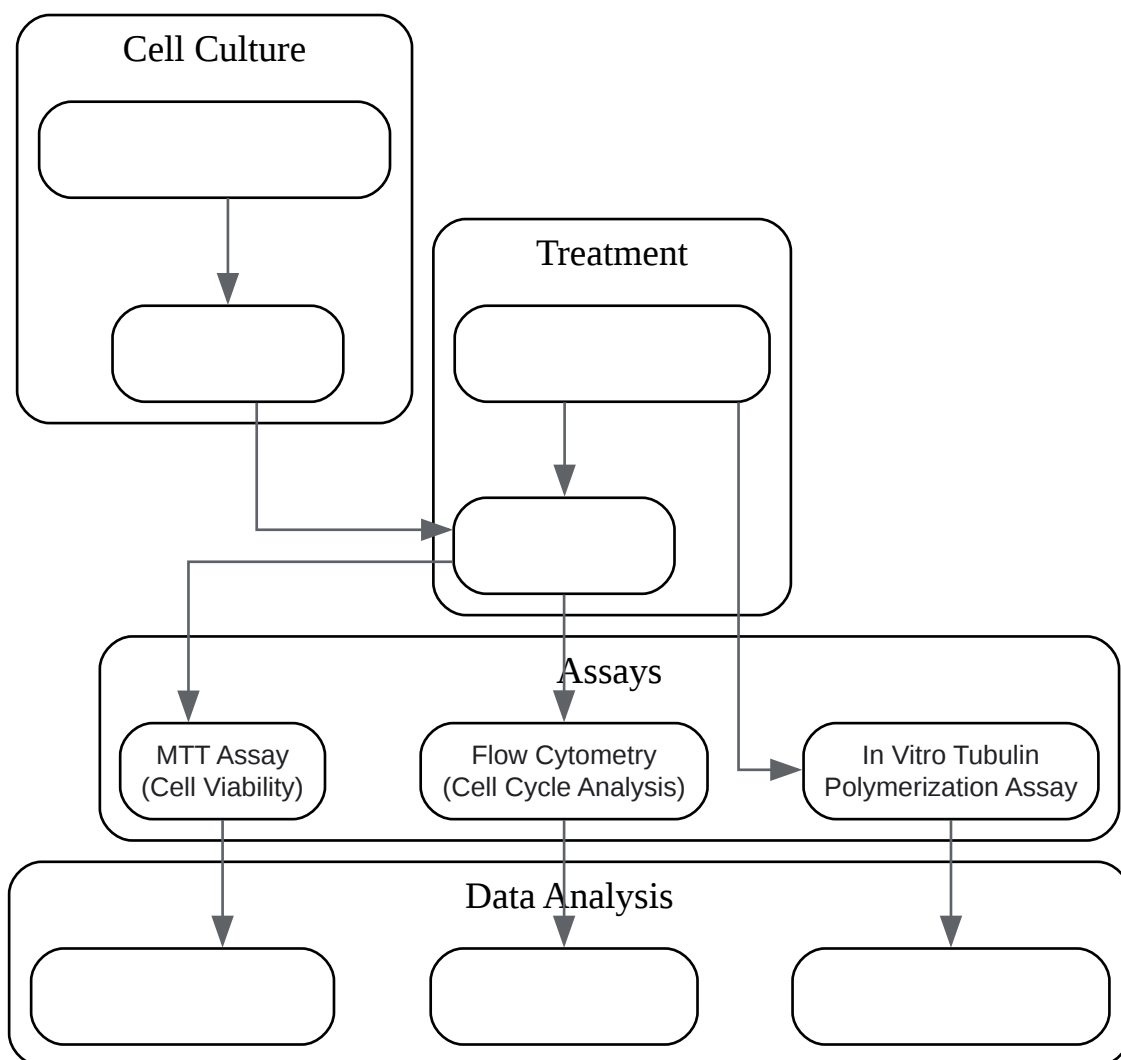 Cell Culture
Treatment
Assays
MTT Assay
(Cell Viability)
Flow Cytometry
(Cell Cycle Analysis)
In Vitro Tubulin
Polymerization Assay
Data Analysis